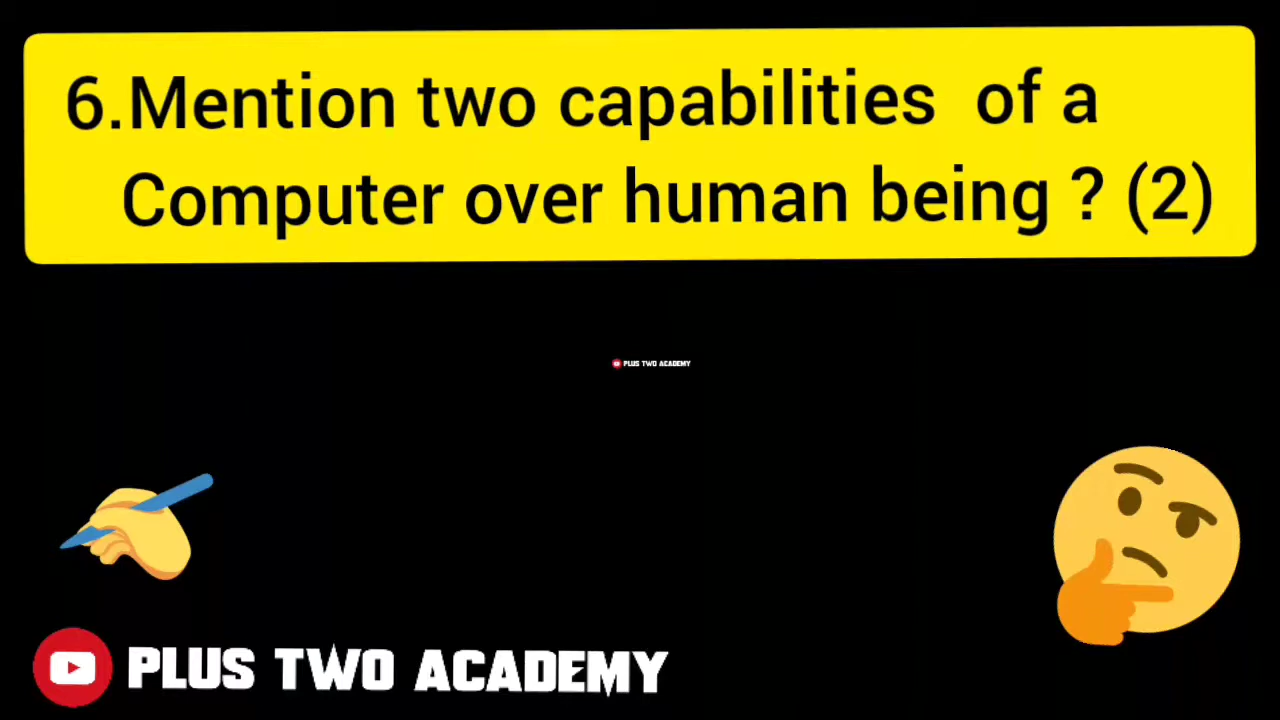 6.Mention two capabilities of a
Computer over human being ? (2)
PLUS TWO ACADEMY
PLUS TWO ACADEMY